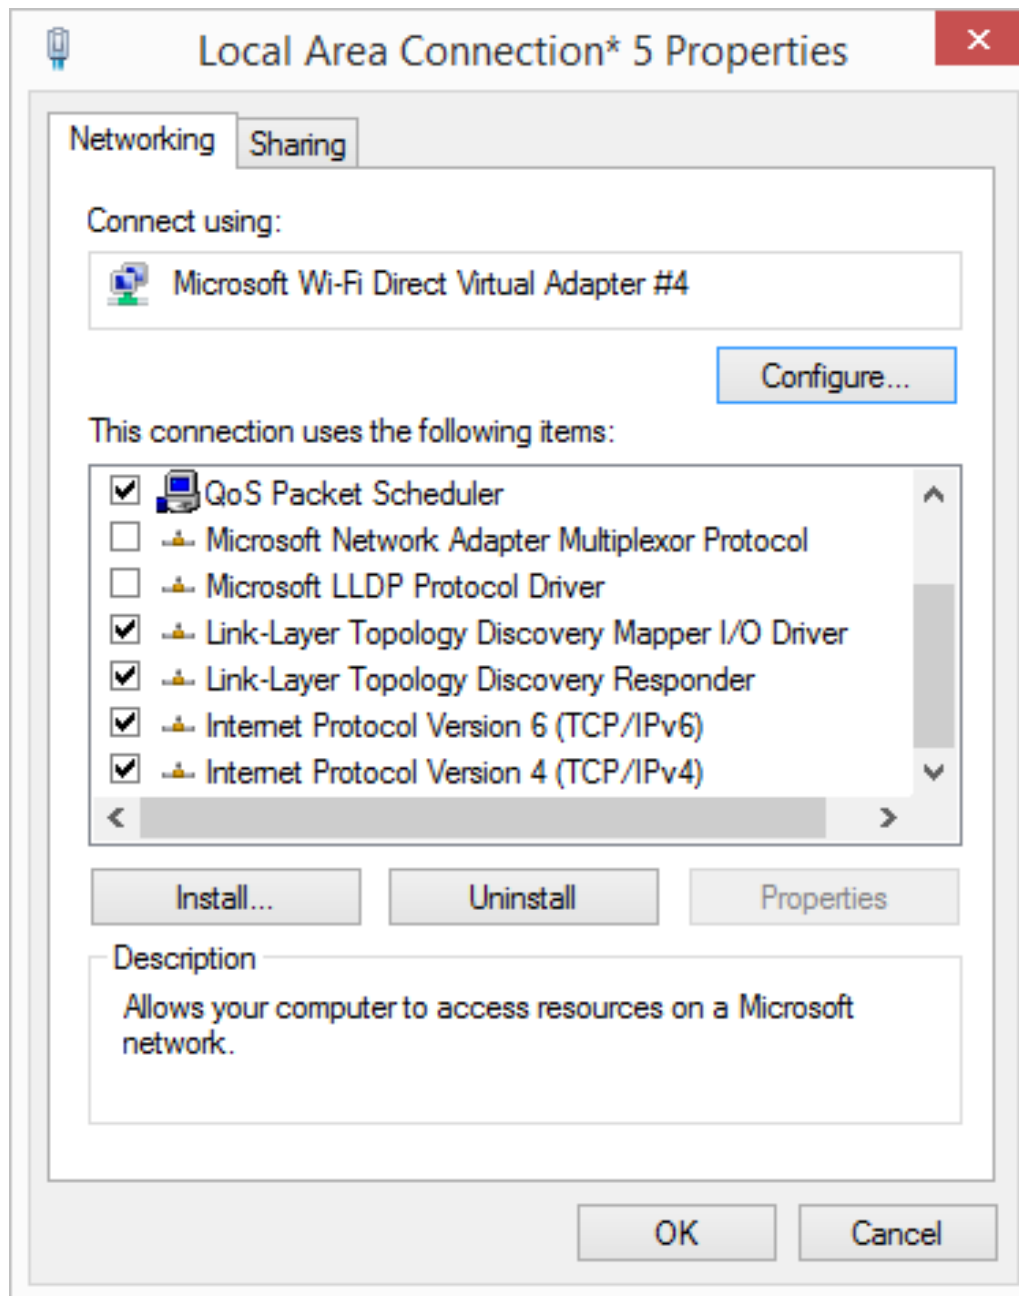 Local Area Connection* 5 Properties
Networking
Sharing
Connect using:
Microsoft Wi-Fi Direct Virtual Adapter #4
Configure...
This connection uses the following items:
QoS Packet Scheduler
Microsoft Network Adapter Multiplexor Protocol
Microsoft LLDP Protocol Driver
Link-Layer Topology Discovery Mapper I/O Driver
Link-Layer Topology Discovery Responder
Internet Protocol Version 6 (TCP/IPv6)
Internet Protocol Version 4 (TCP/IPv4)
Install...
Uninstall
Properties
Description
Allows your computer to access resources on a Microsoft
network.
OK
Cancel